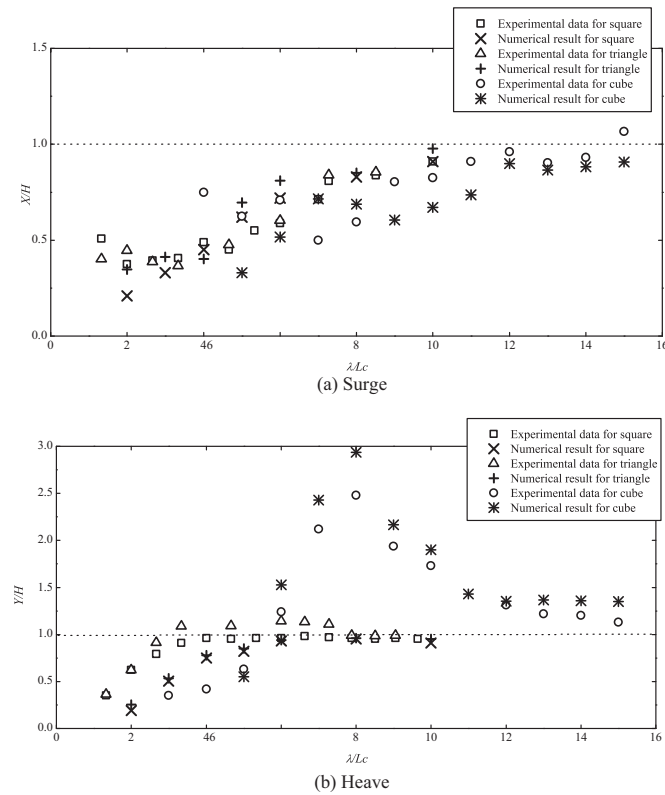 Experimental data for square
Numerical result for square
Experimental data for triangle
Numerical result for triangle
Experimental data for cube
Numerical result for cube
1.5
1.0
0.5
0.0
X/H
0 2 46 8 10 12 14 16
λ/Lc
(a) Surge
Experimental data for square
Numerical result for square
Experimental data for triangle
Numerical result for triangle
Experimental data for cube
Numerical result for cube
3.0
2.5
2.0
1.5
1.0
0.5
0.0
Y/H
0 2 46 8 10 12 14 16
λ/Lc
(b) Heave